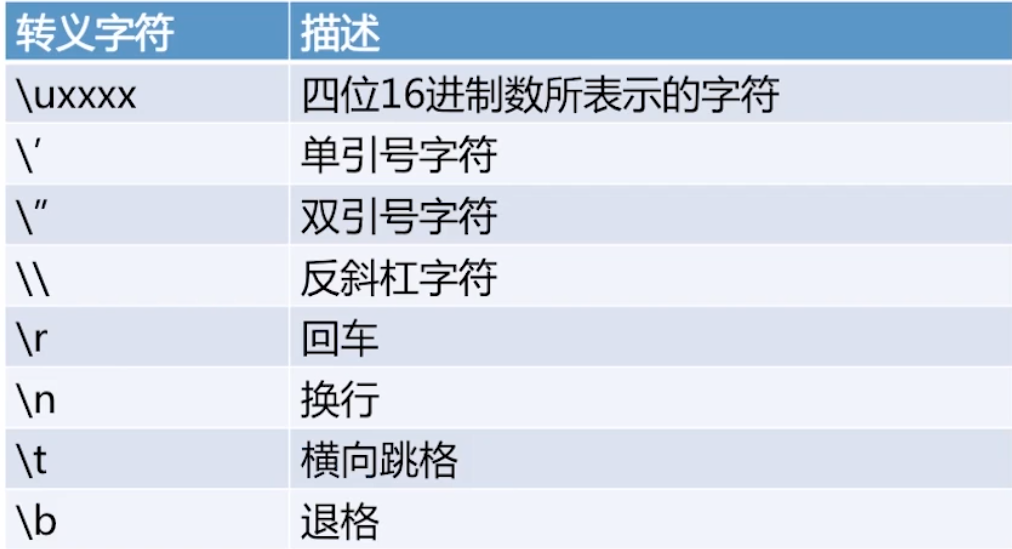 转义字符 描述
\uxxxx 四位16进制数所表示的字符
\′ 单引号字符
\″ 双引号字符
\\ 反斜杠字符
\r 回车
\n 换行
\t 横向跳格
\b 退格